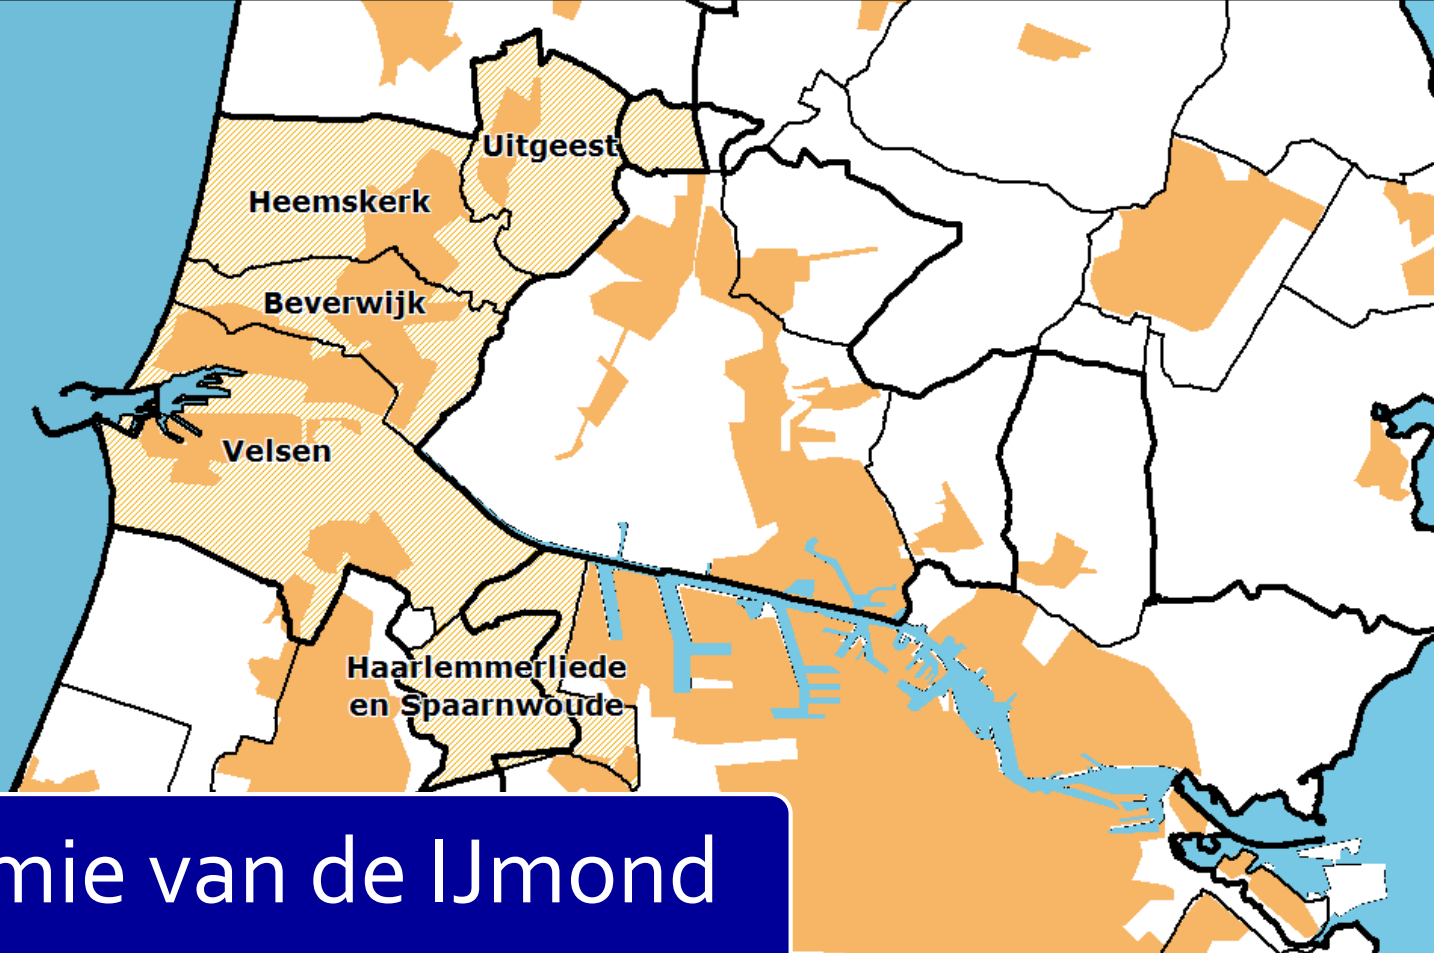 Uitgeest
Heemskerk
Beverwijk
Velsen
Haarlemmerliede
en Spaarnwoude
mie van de IJmond